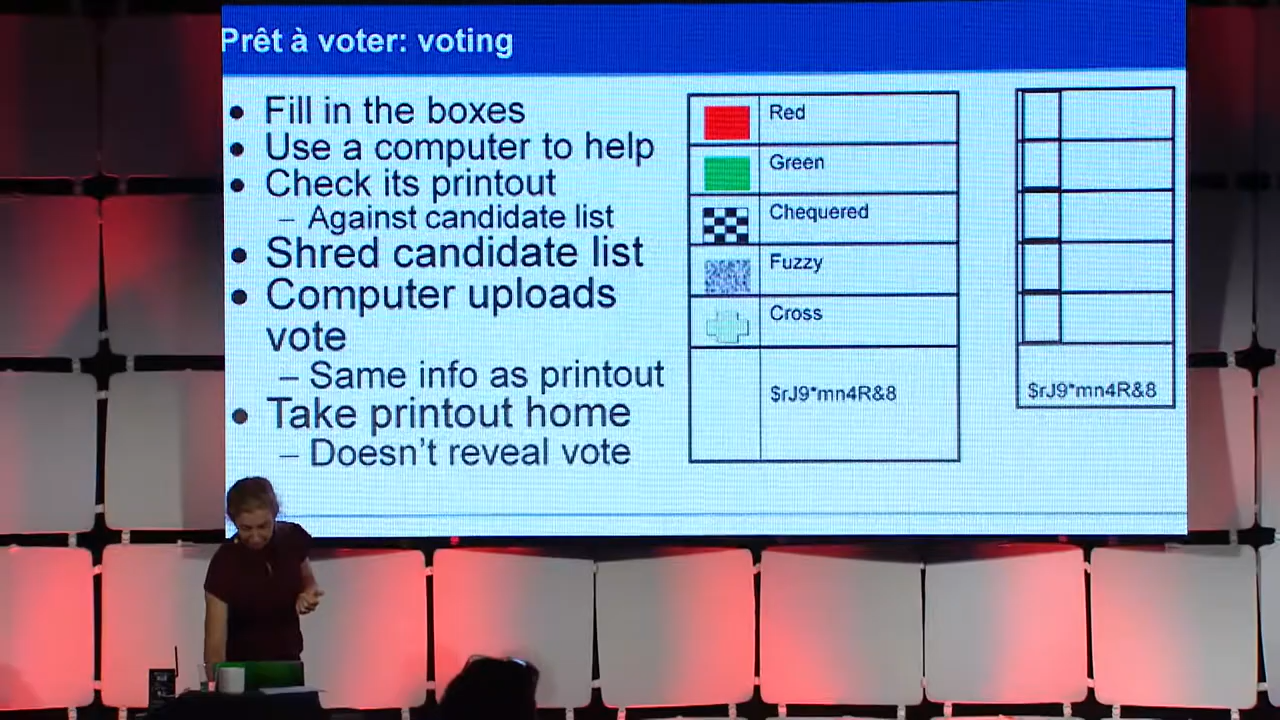 Prêt à voter: voting
• Fill in the boxes
• Use a computer to help
• Check its printout
– Against candidate list
• Shred candidate list
• Computer uploads
vote
– Same info as printout
• Take printout home
– Doesn't reveal vote
Red
Green
Chequered
Fuzzy
Cross
$rJ9*mn4R&8
$rJ9*mn4R&8